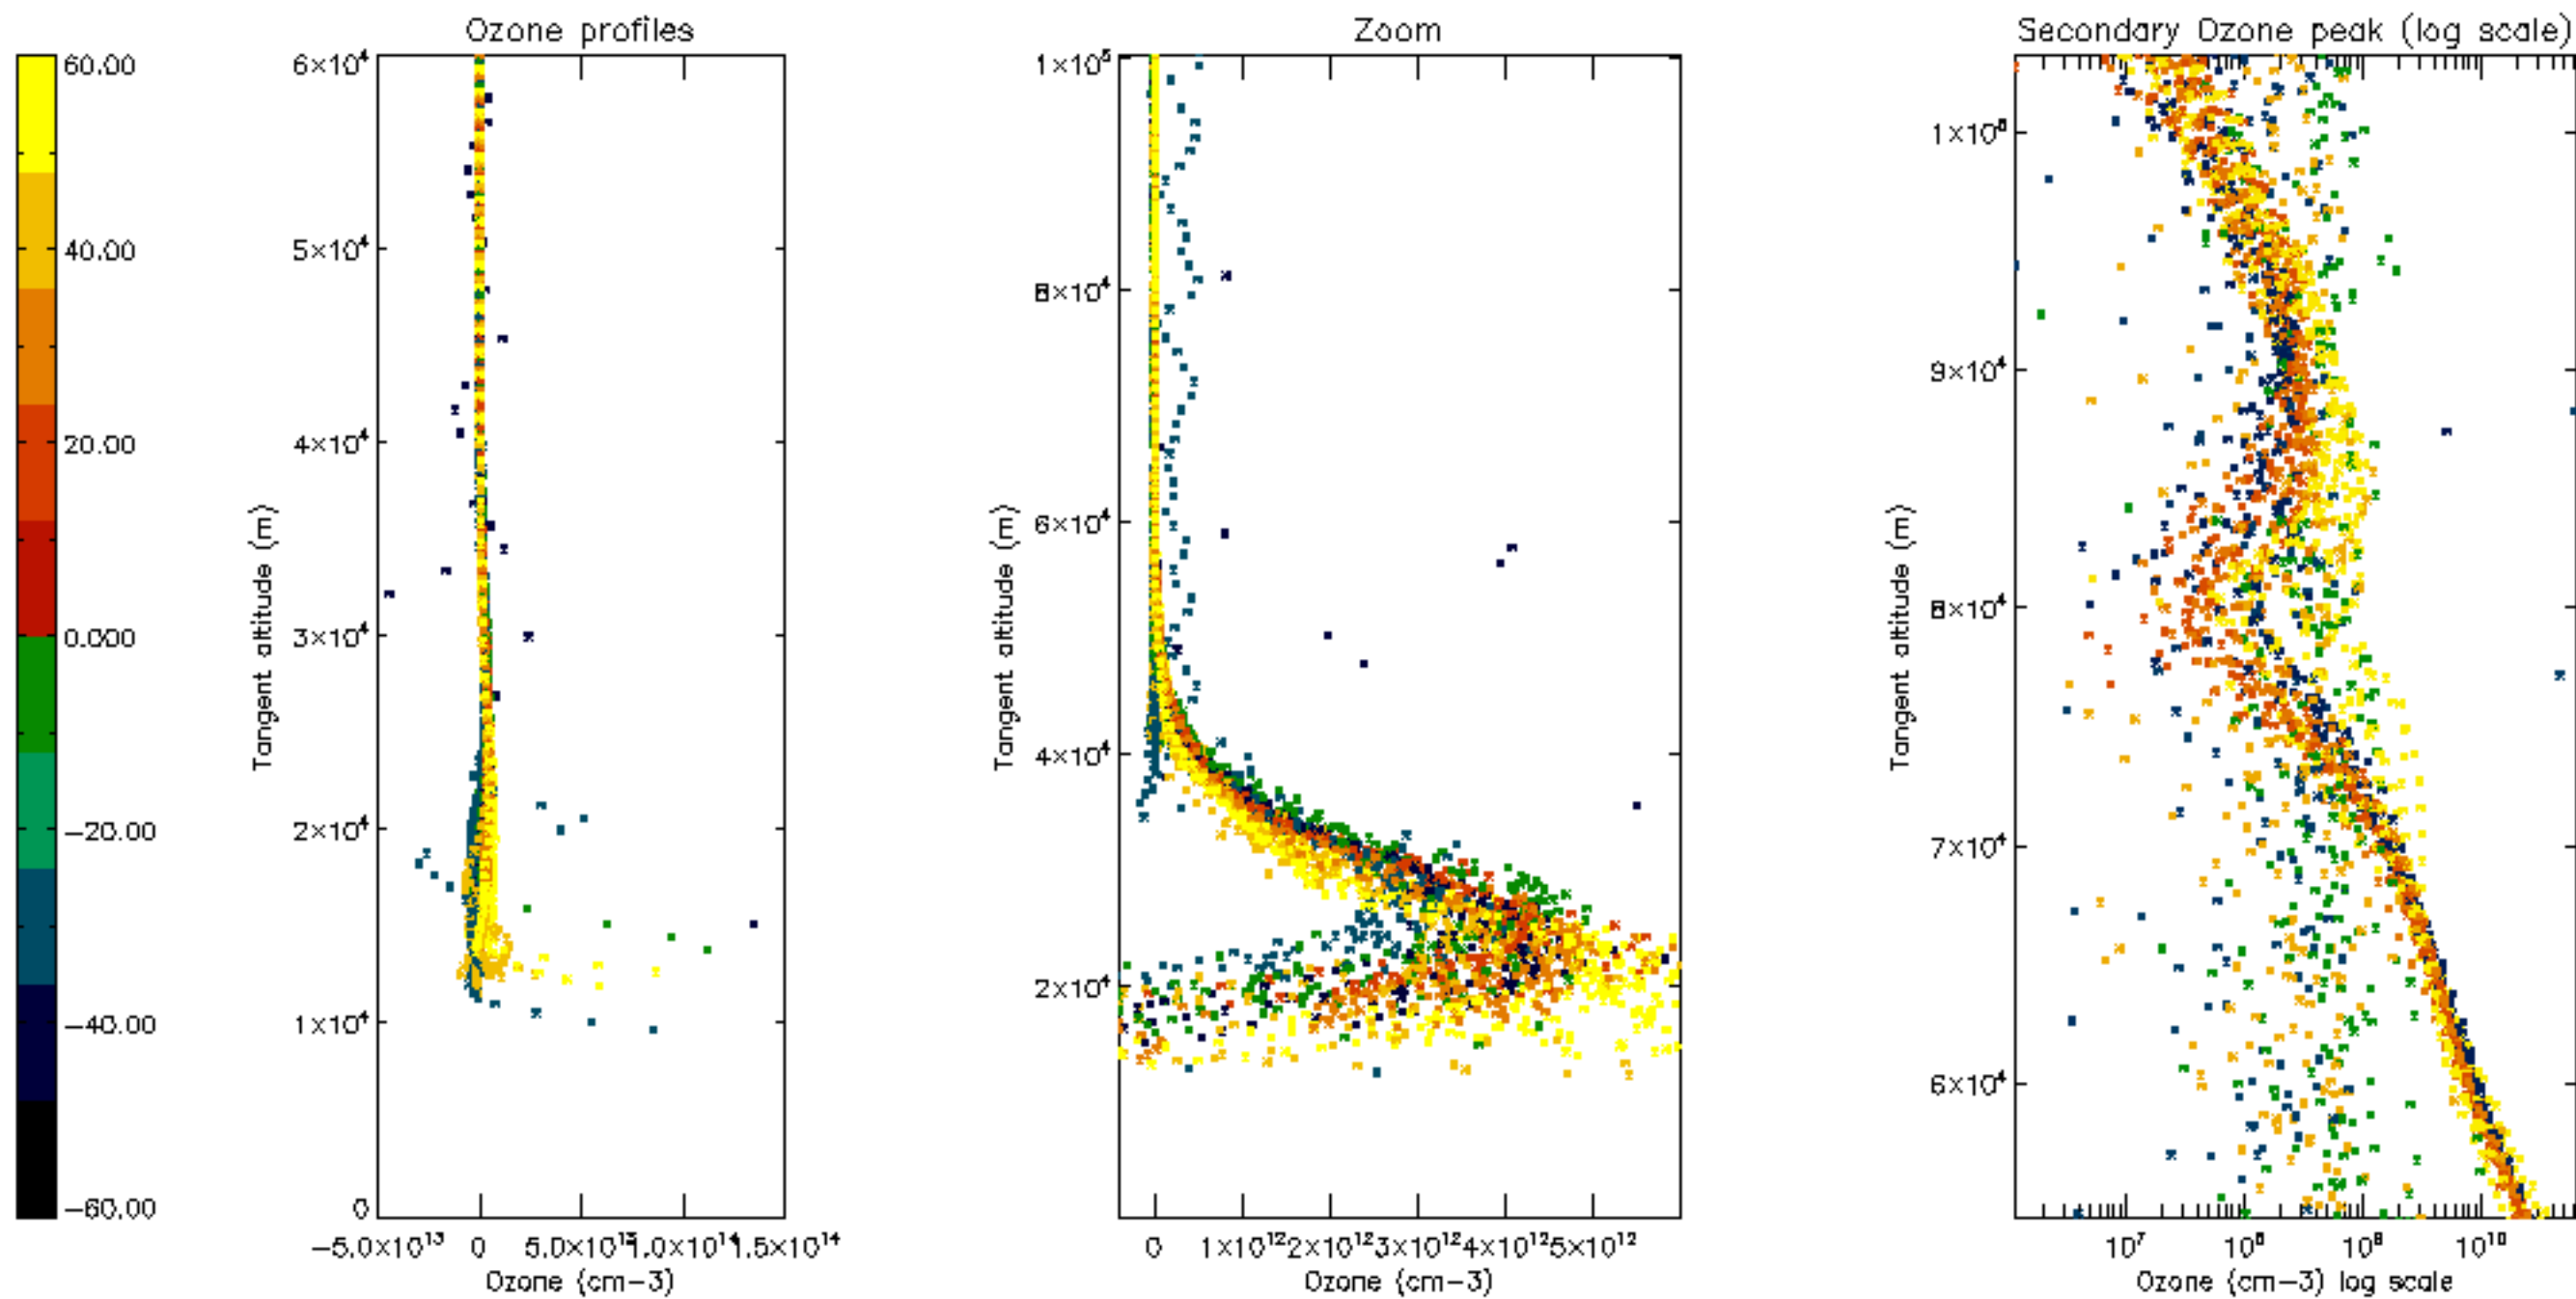 Ozone profiles
Zoom
Secondary Ozone peak (log scale)
60.00
40.00
20.00
0.000
−20.00
−40.00
−60.00
6×10⁴
5×10⁴
4×10⁴
3×10⁴
2×10⁴
1×10⁴
0
Tangent altitude (m)
−5.0×10¹³ 0 5.0×10¹³ 1.0×10¹⁴ 1.5×10¹⁴
Ozone (cm−3)
1×10⁵
8×10⁴
6×10⁴
4×10⁴
2×10⁴
Tangent altitude (m)
0 1×10¹² 2×10¹² 3×10¹² 4×10¹² 5×10¹²
Ozone (cm−3)
9×10⁴
8×10⁴
7×10⁴
6×10⁴
Tangent altitude (m)
10⁷ 10⁸ 10⁹ 10¹⁰
Ozone (cm−3) log scale